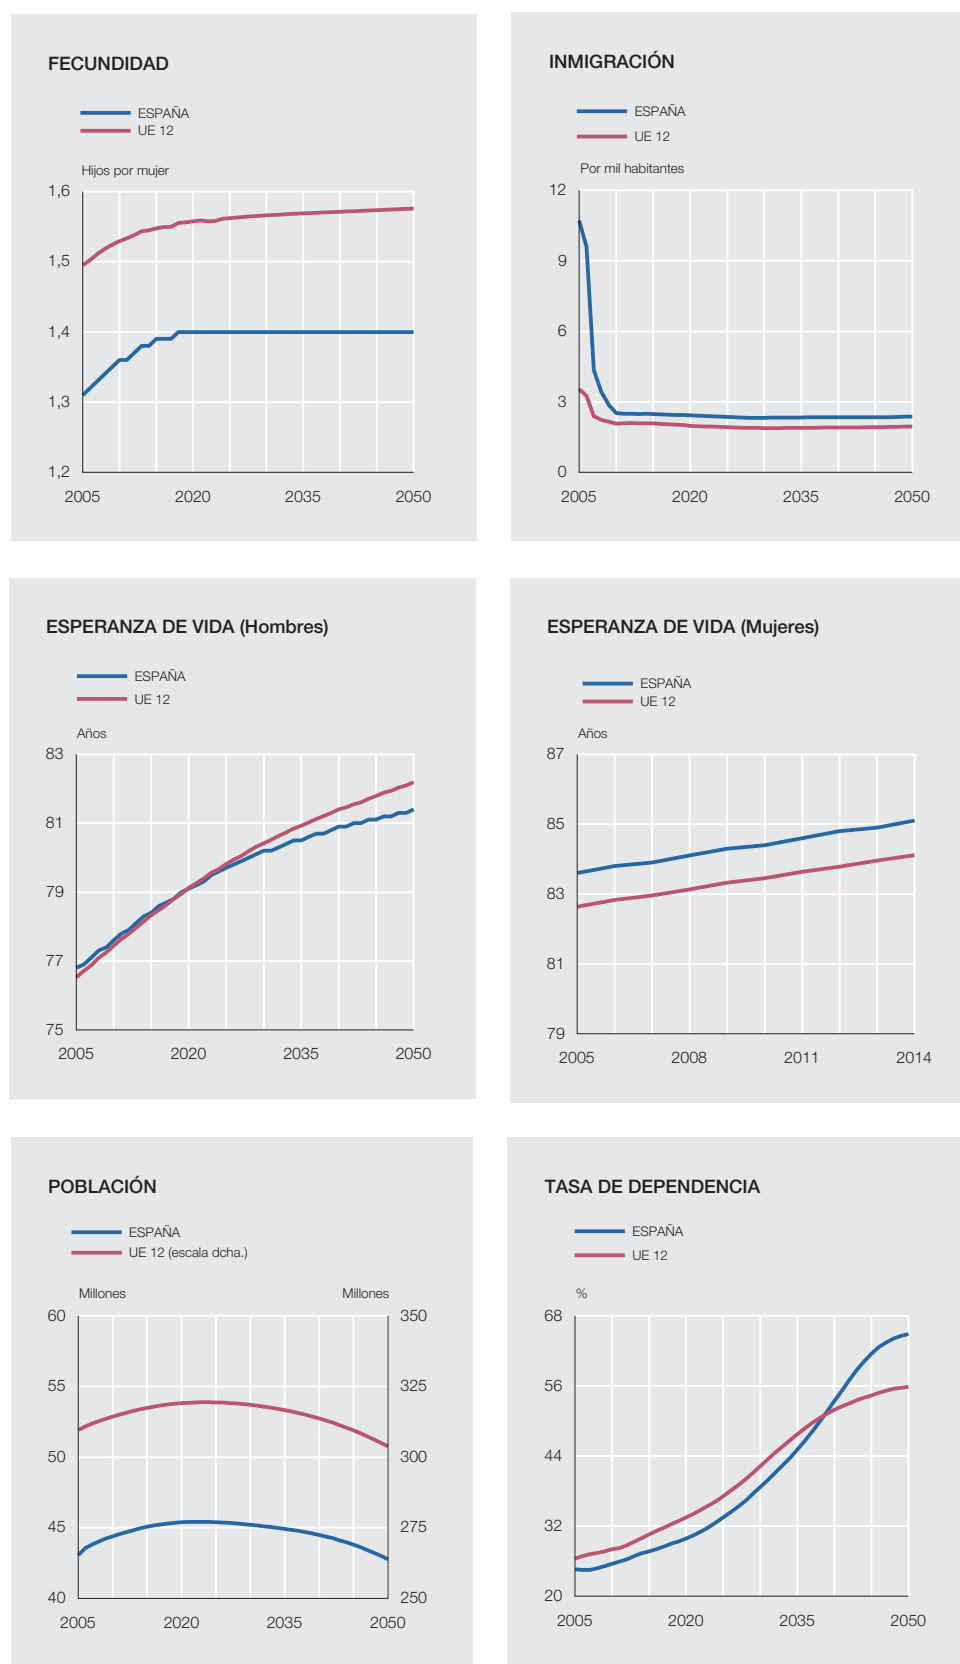 FECUNDIDAD
ESPAÑA
UE 12
Hijos por mujer
1,6
1,5
1,4
1,3
1,2
2005 2020 2035 2050
INMIGRACIÓN
ESPAÑA
UE 12
Por mil habitantes
12
9
6
3
0
2005 2020 2035 2050
ESPERANZA DE VIDA (Hombres)
ESPAÑA
UE 12
Años
83
81
79
77
75
2005 2020 2035 2050
ESPERANZA DE VIDA (Mujeres)
ESPAÑA
UE 12
Años
87
85
83
81
79
2005 2008 2011 2014
POBLACIÓN
ESPAÑA
UE 12 (escala dcha.)
Millones Millones
60 350
55 325
50 300
45 275
40 250
2005 2020 2035 2050
TASA DE DEPENDENCIA
ESPAÑA
UE 12
%
68
56
44
32
20
2005 2020 2035 2050